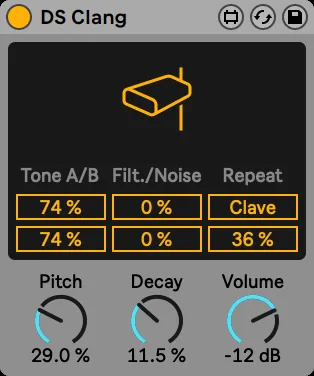 DS Clang
Tone A/B Filt./Noise Repeat
74 % 0 % Clave
74 % 0 % 36 %
Pitch Decay Volume
29.0 % 11.5 % -12 dB